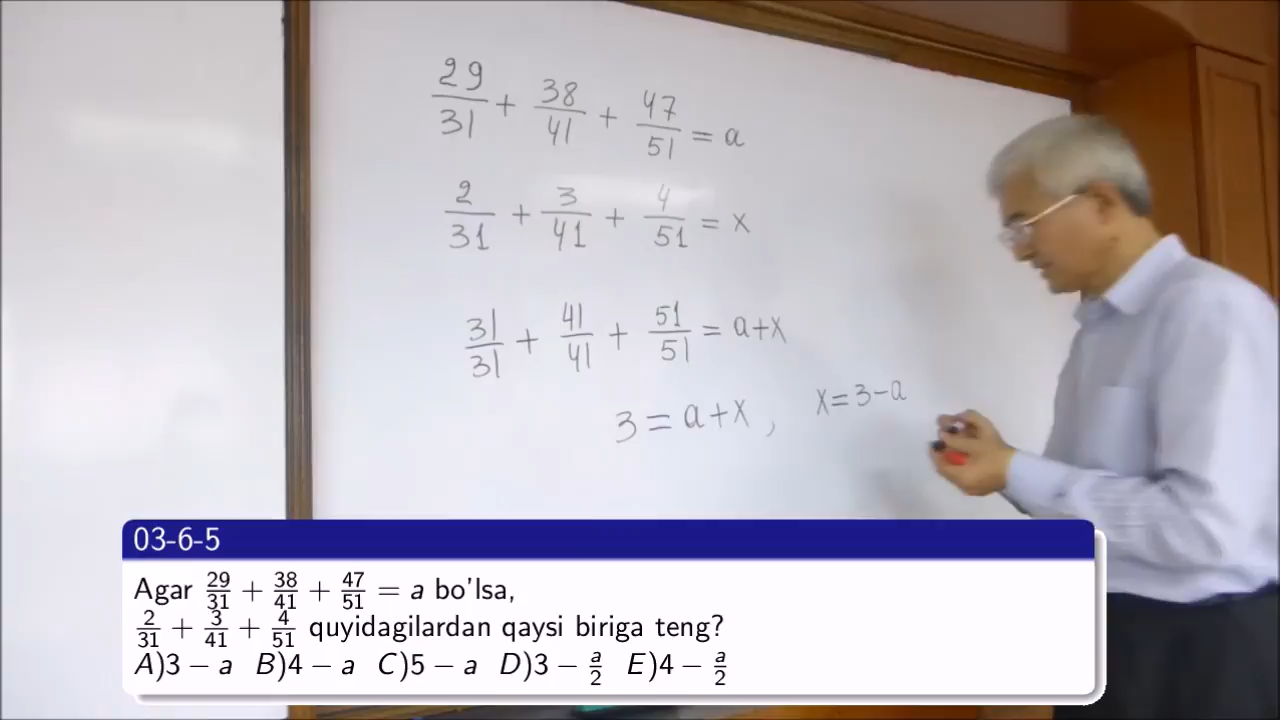 29/31 + 38/41 + 47/51 = a
2/31 + 3/41 + 4/51 = x
31/31 + 41/41 + 51/51 = a+x
3 = a+x , x=3-a
03-6-5
Agar 29/31 + 38/41 + 47/51 = a bo'lsa,
2/31 + 3/41 + 4/51 quyidagilardan qaysi biriga teng?
A)3 − a B)4 − a C)5 − a D)3 − a/2 E)4 − a/2